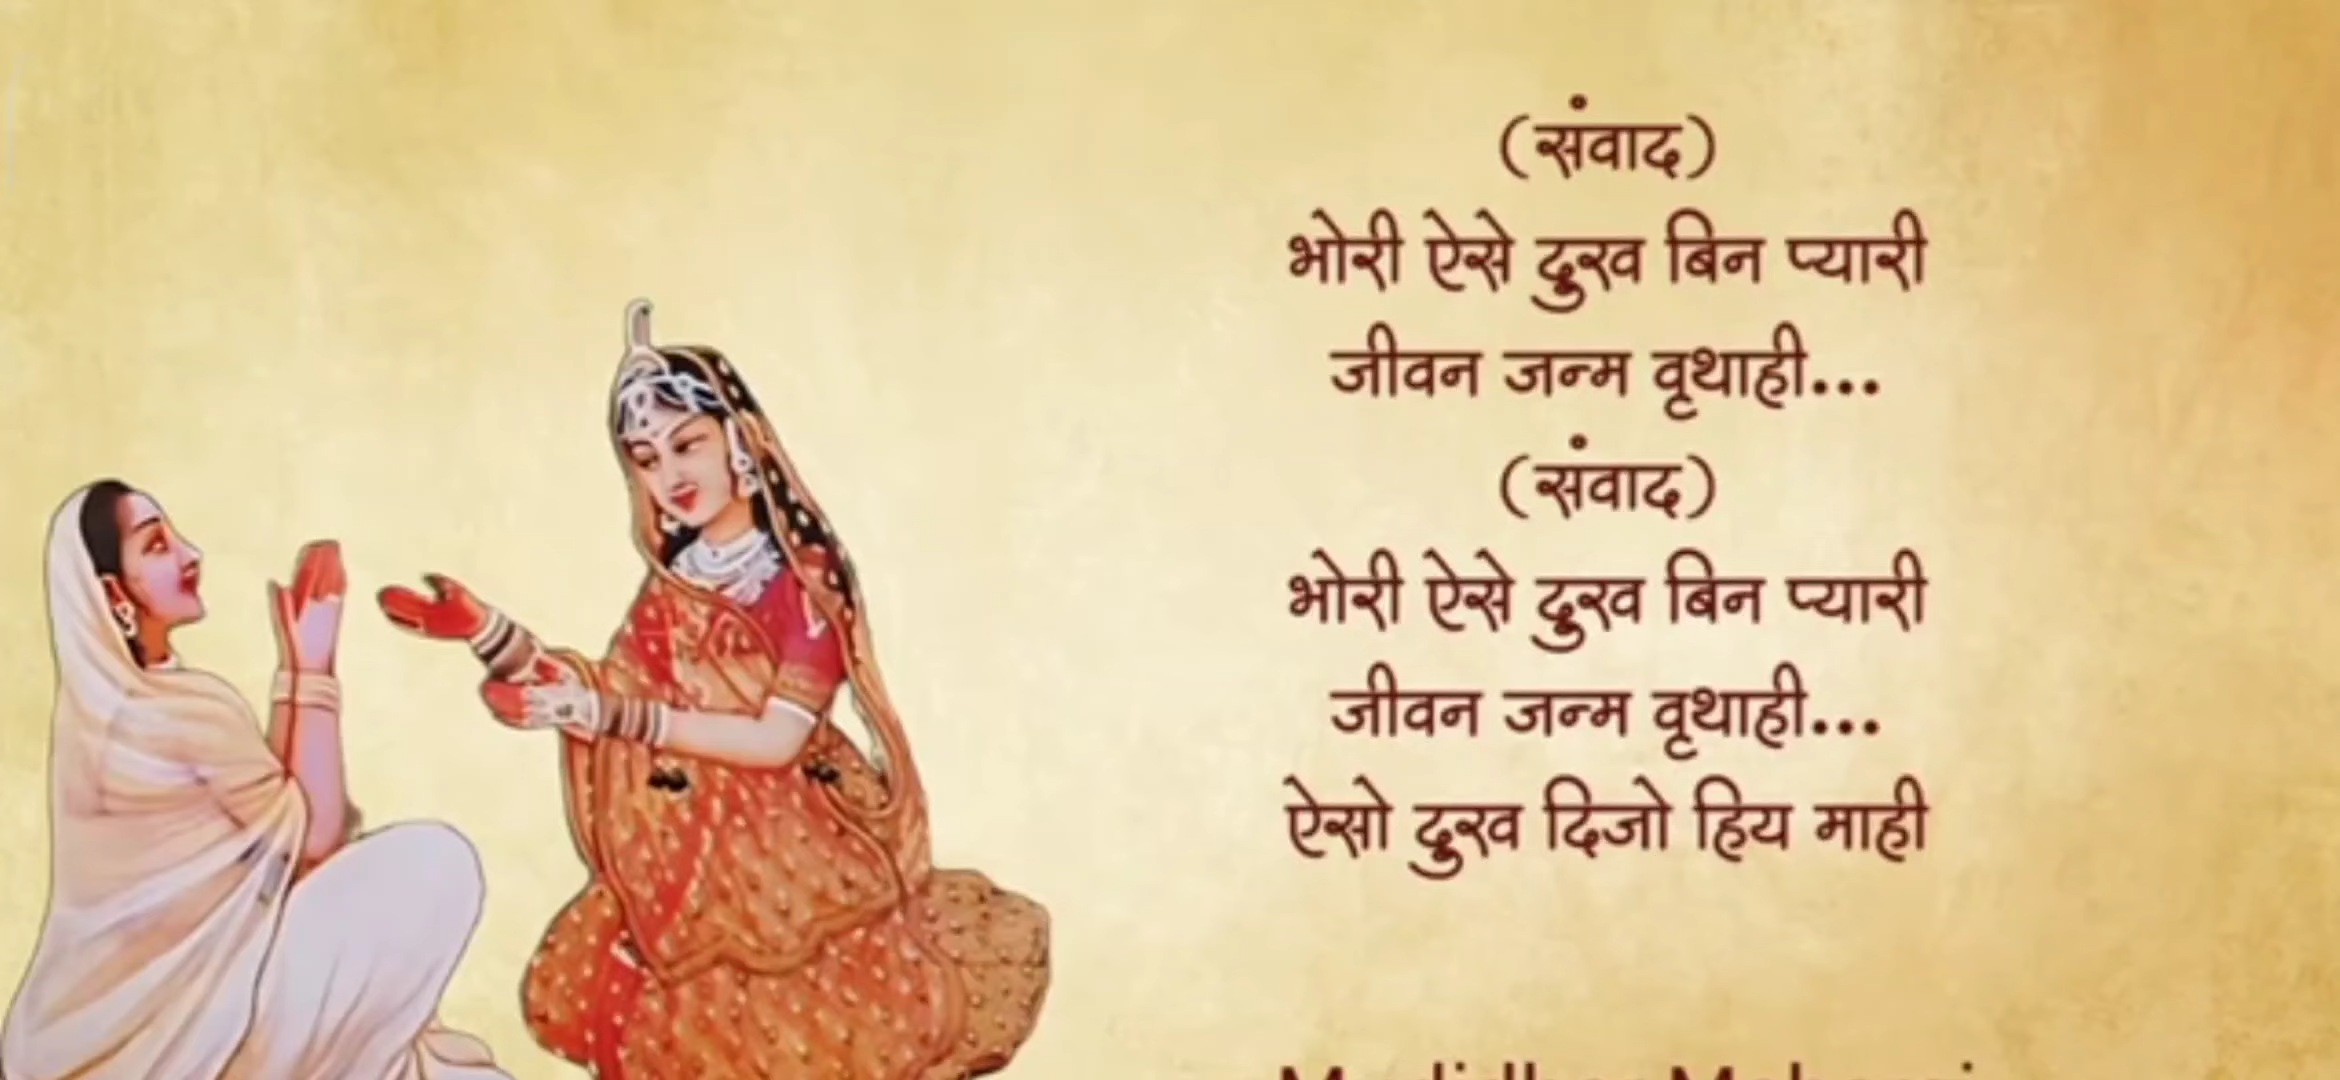 (संवाद)
भोरी ऐसे दुख बिन प्यारी
जीवन जन्म वृथाही...
(संवाद)
भोरी ऐसे दुख बिन प्यारी
जीवन जन्म वृथाही...
ऐसो दुख दिजो हिय माही